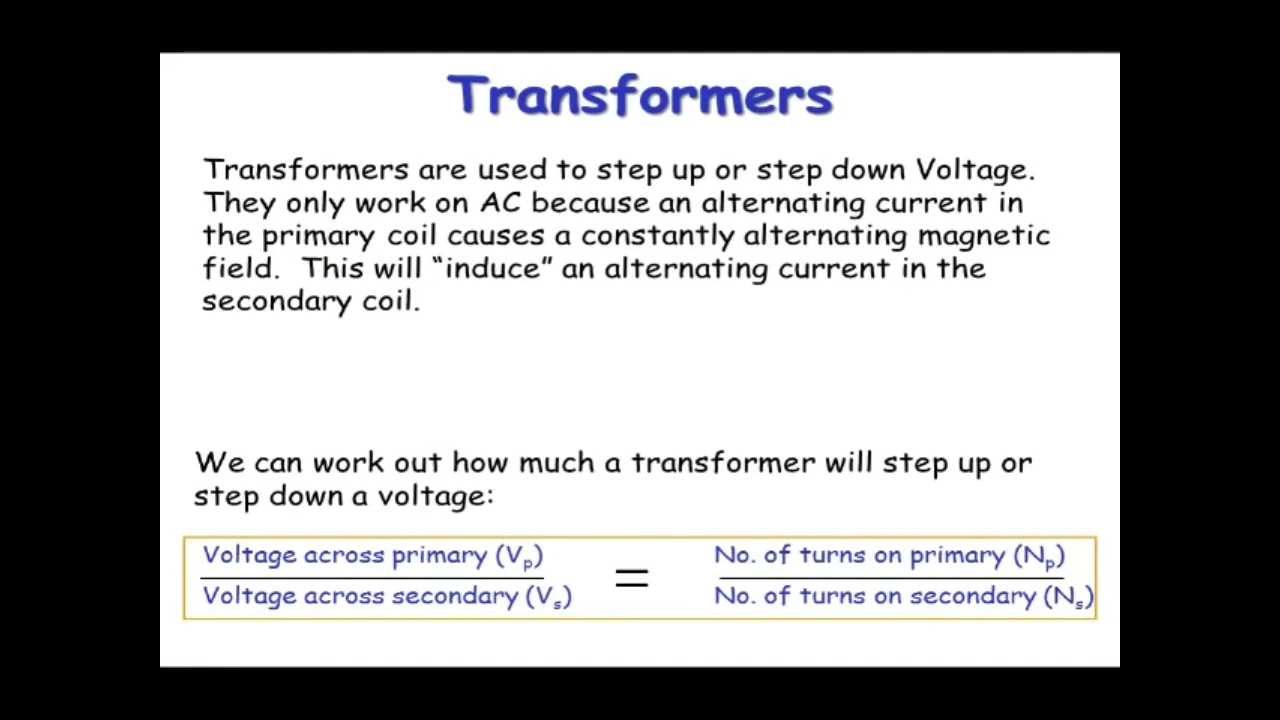 Transformers
Transformers are used to step up or step down Voltage.
They only work on AC because an alternating current in
the primary coil causes a constantly alternating magnetic
field. This will “induce” an alternating current in the
secondary coil.
We can work out how much a transformer will step up or
step down a voltage:
Voltage across primary (Vp)
Voltage across secondary (Vs)
=
No. of turns on primary (Np)
No. of turns on secondary (Ns)